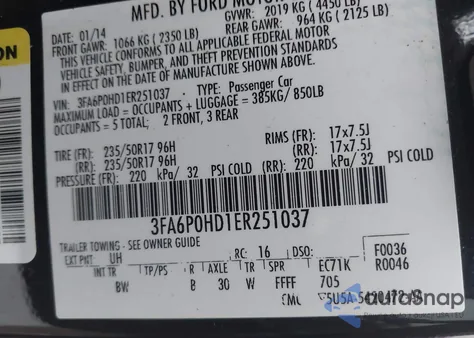 MFD. BY FORD MOTOR
DATE: 01/14 GVWR: 2019 KG ( 4450 LB)
FRONT GAWR: 1066 KG ( 2350 LB) REAR GAWR: 964 KG ( 2125 LB)
THIS VEHICLE CONFORMS TO ALL APPLICABLE FEDERAL MOTOR
VEHICLE SAFETY, BUMPER, AND THEFT PREVENTION STANDARDS IN
EFFECT ON THE DATE OF MANUFACTURE SHOWN ABOVE.
VIN: 3FA6P0HD1ER251037 TYPE: Passenger Car
MAXIMUM LOAD = OCCUPANTS + LUGGAGE = 385KG/ 850LB
OCCUPANTS = 5 TOTAL; 2 FRONT, 3 REAR
TIRE (FR): 235/50R17 96H RIMS (FR): 17x7.5J
(RR): 235/50R17 96H (RR): 17x7.5J
PRESSURE (FR): 220 kPa/ 32 PSI COLD (RR): 220 kPa/ 32 PSI COLD
3FA6P0HD1ER251037
TRAILER TOWING - SEE OWNER GUIDE
EXT PNT: UH RC: 16 DSO: F0036
INT TR TP/PS R AXLE TR SPR EC71K R0046
BW B 30 W FFFF 705
autoSnap